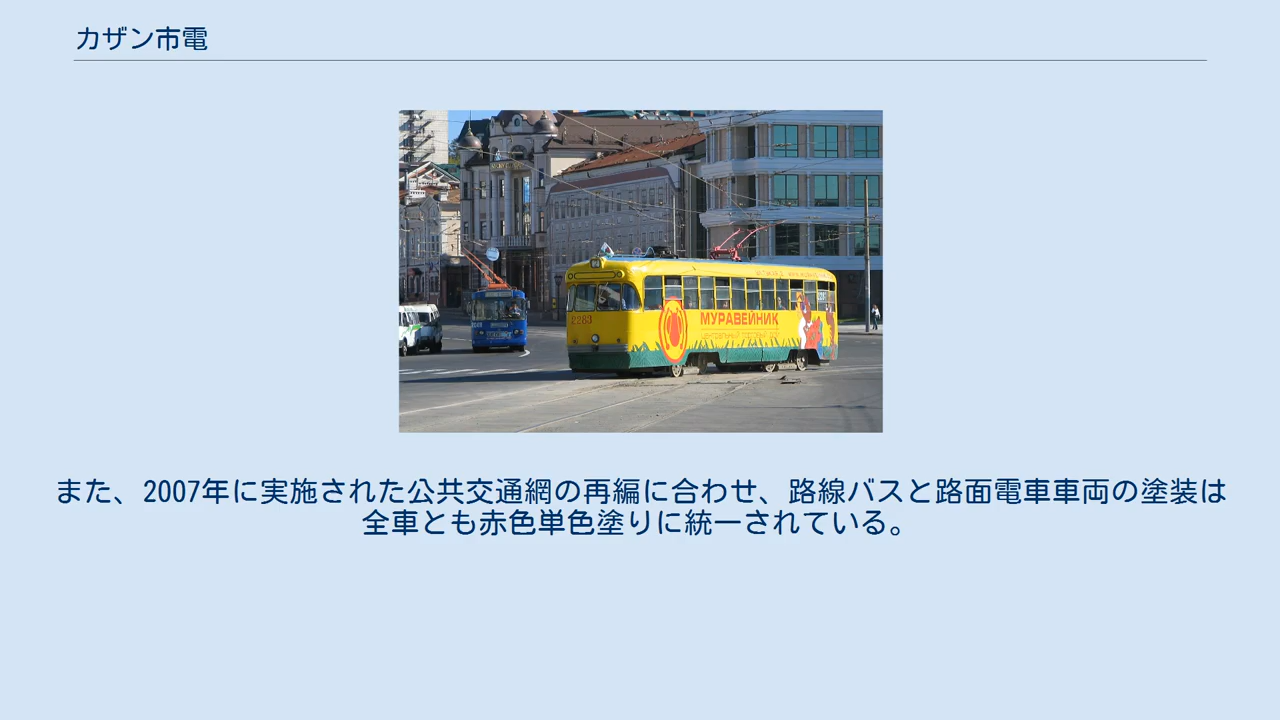 カザン市電
2283
МУРАВЕЙНИК
また、2007年に実施された公共交通網の再編に合わせ、路線バスと路面電車車両の塗装は
全車とも赤色単色塗りに統一されている。